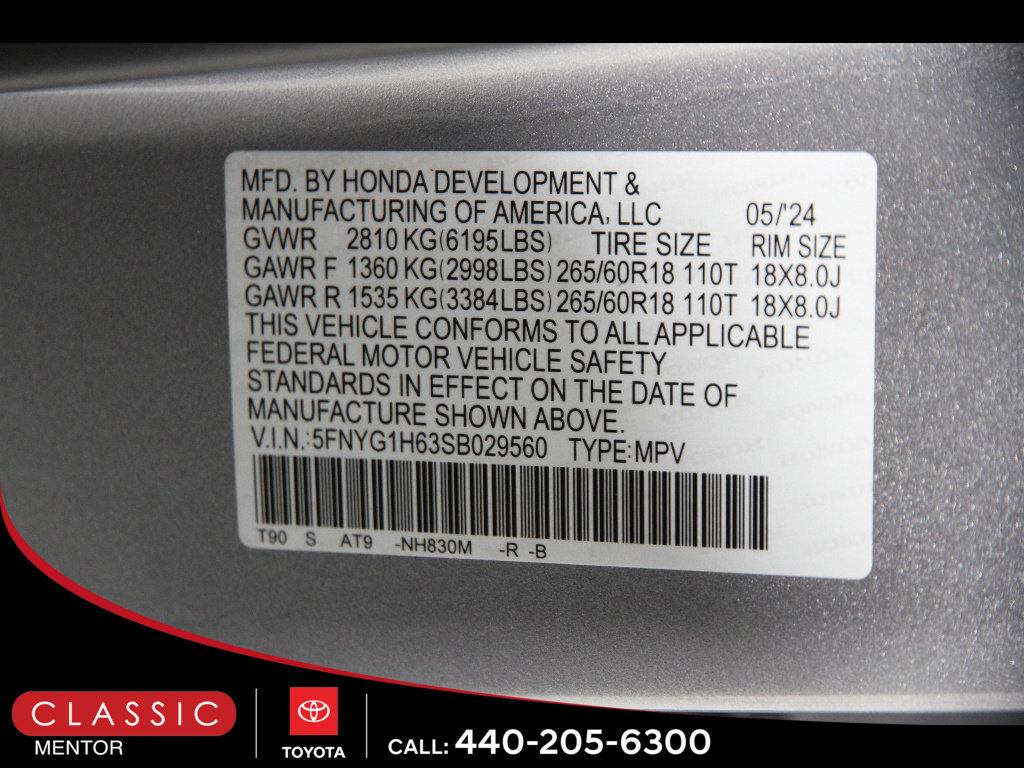 MFD. BY HONDA DEVELOPMENT &
MANUFACTURING OF AMERICA, LLC 05/'24
GVWR 2810 KG(6195LBS) TIRE SIZE RIM SIZE
GAWR F 1360 KG(2998LBS) 265/60R18 110T 18X8.0J
GAWR R 1535 KG(3384LBS) 265/60R18 110T 18X8.0J
THIS VEHICLE CONFORMS TO ALL APPLICABLE
FEDERAL MOTOR VEHICLE SAFETY
STANDARDS IN EFFECT ON THE DATE OF
MANUFACTURE SHOWN ABOVE.
V.I.N.:5FNYG1H63SB029560 TYPE:MPV
T90 S AT9 -NH830M -R -B
CLASSIC
MENTOR
TOYOTA
CALL: 440-205-6300